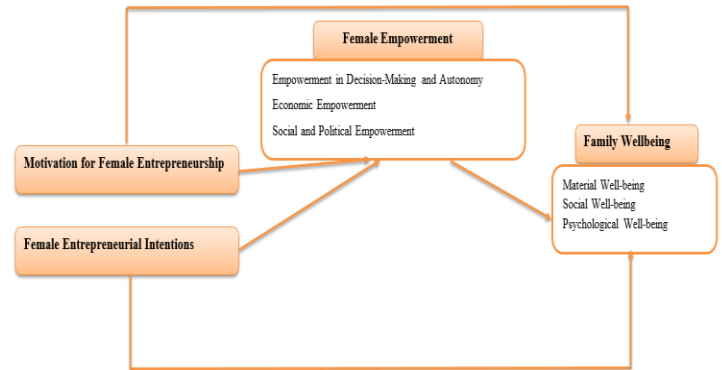 Female Empowerment
Empowerment in Decision-Making and Autonomy
Economic Empowerment
Social and Political Empowerment
Motivation for Female Entrepreneurship
Female Entrepreneurial Intentions
Family Wellbeing
Material Well-being
Social Well-being
Psychological Well-being